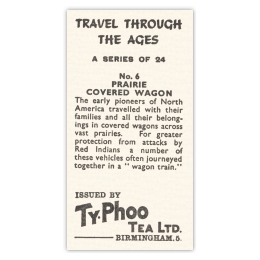 TRAVEL THROUGH
THE AGES
A SERIES OF 24
No. 6
PRAIRIE
COVERED WAGON
The early pioneers of North
America travelled with their
families and all their belong-
ings in covered wagons across
vast prairies. For greater
protection from attacks by
Red Indians a number of
these vehicles often journeyed
together in a "wagon train."
ISSUED BY
Ty·Phoo
TEA LTD.
BIRMINGHAM, 5.